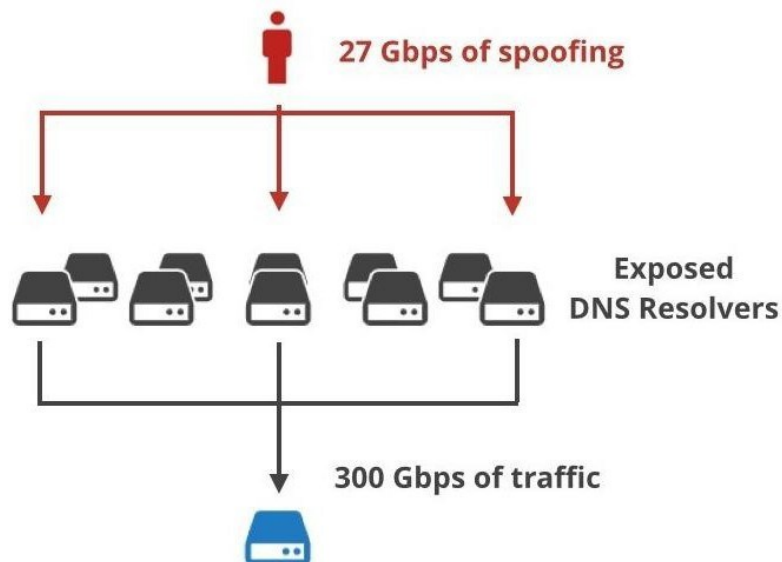 27 Gbps of spoofing
Exposed
DNS Resolvers
300 Gbps of traffic